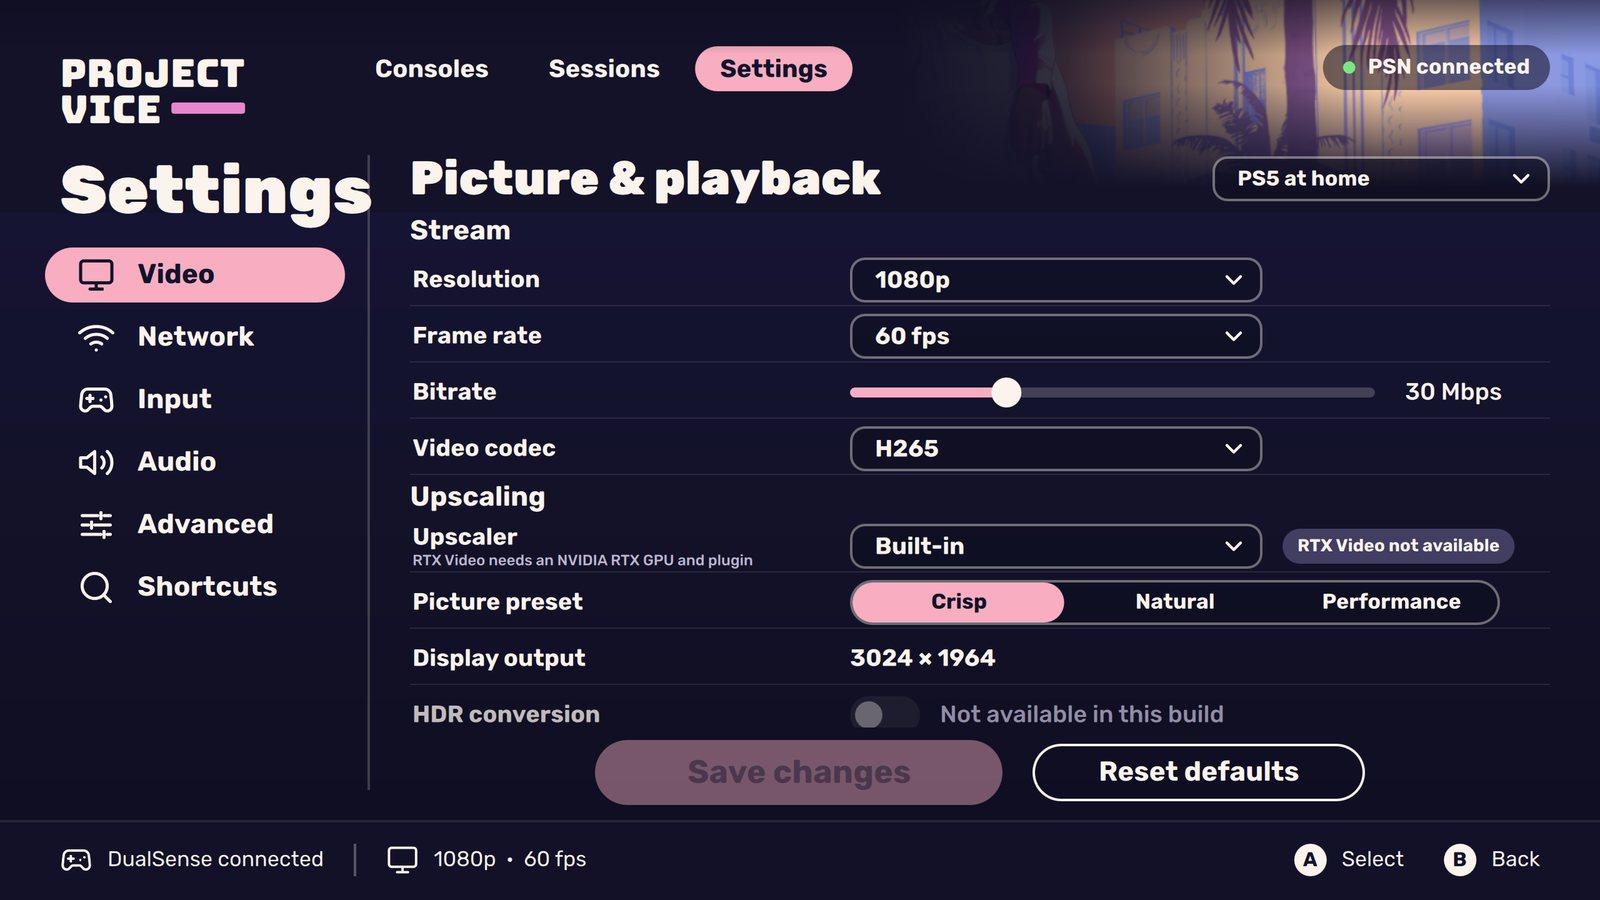 PROJECT
VICE
Consoles
Sessions
Settings
PSN connected
Settings
Video
Network
Input
Audio
Advanced
Shortcuts
Picture & playback
PS5 at home
Stream
Resolution
1080p
Frame rate
60 fps
Bitrate
30 Mbps
Video codec
H265
Upscaling
Upscaler
RTX Video needs an NVIDIA RTX GPU and plugin
Built-in
RTX Video not available
Picture preset
Crisp
Natural
Performance
Display output
3024 × 1964
HDR conversion
Not available in this build
Save changes
Reset defaults
DualSense connected
1080p • 60 fps
A Select
B Back